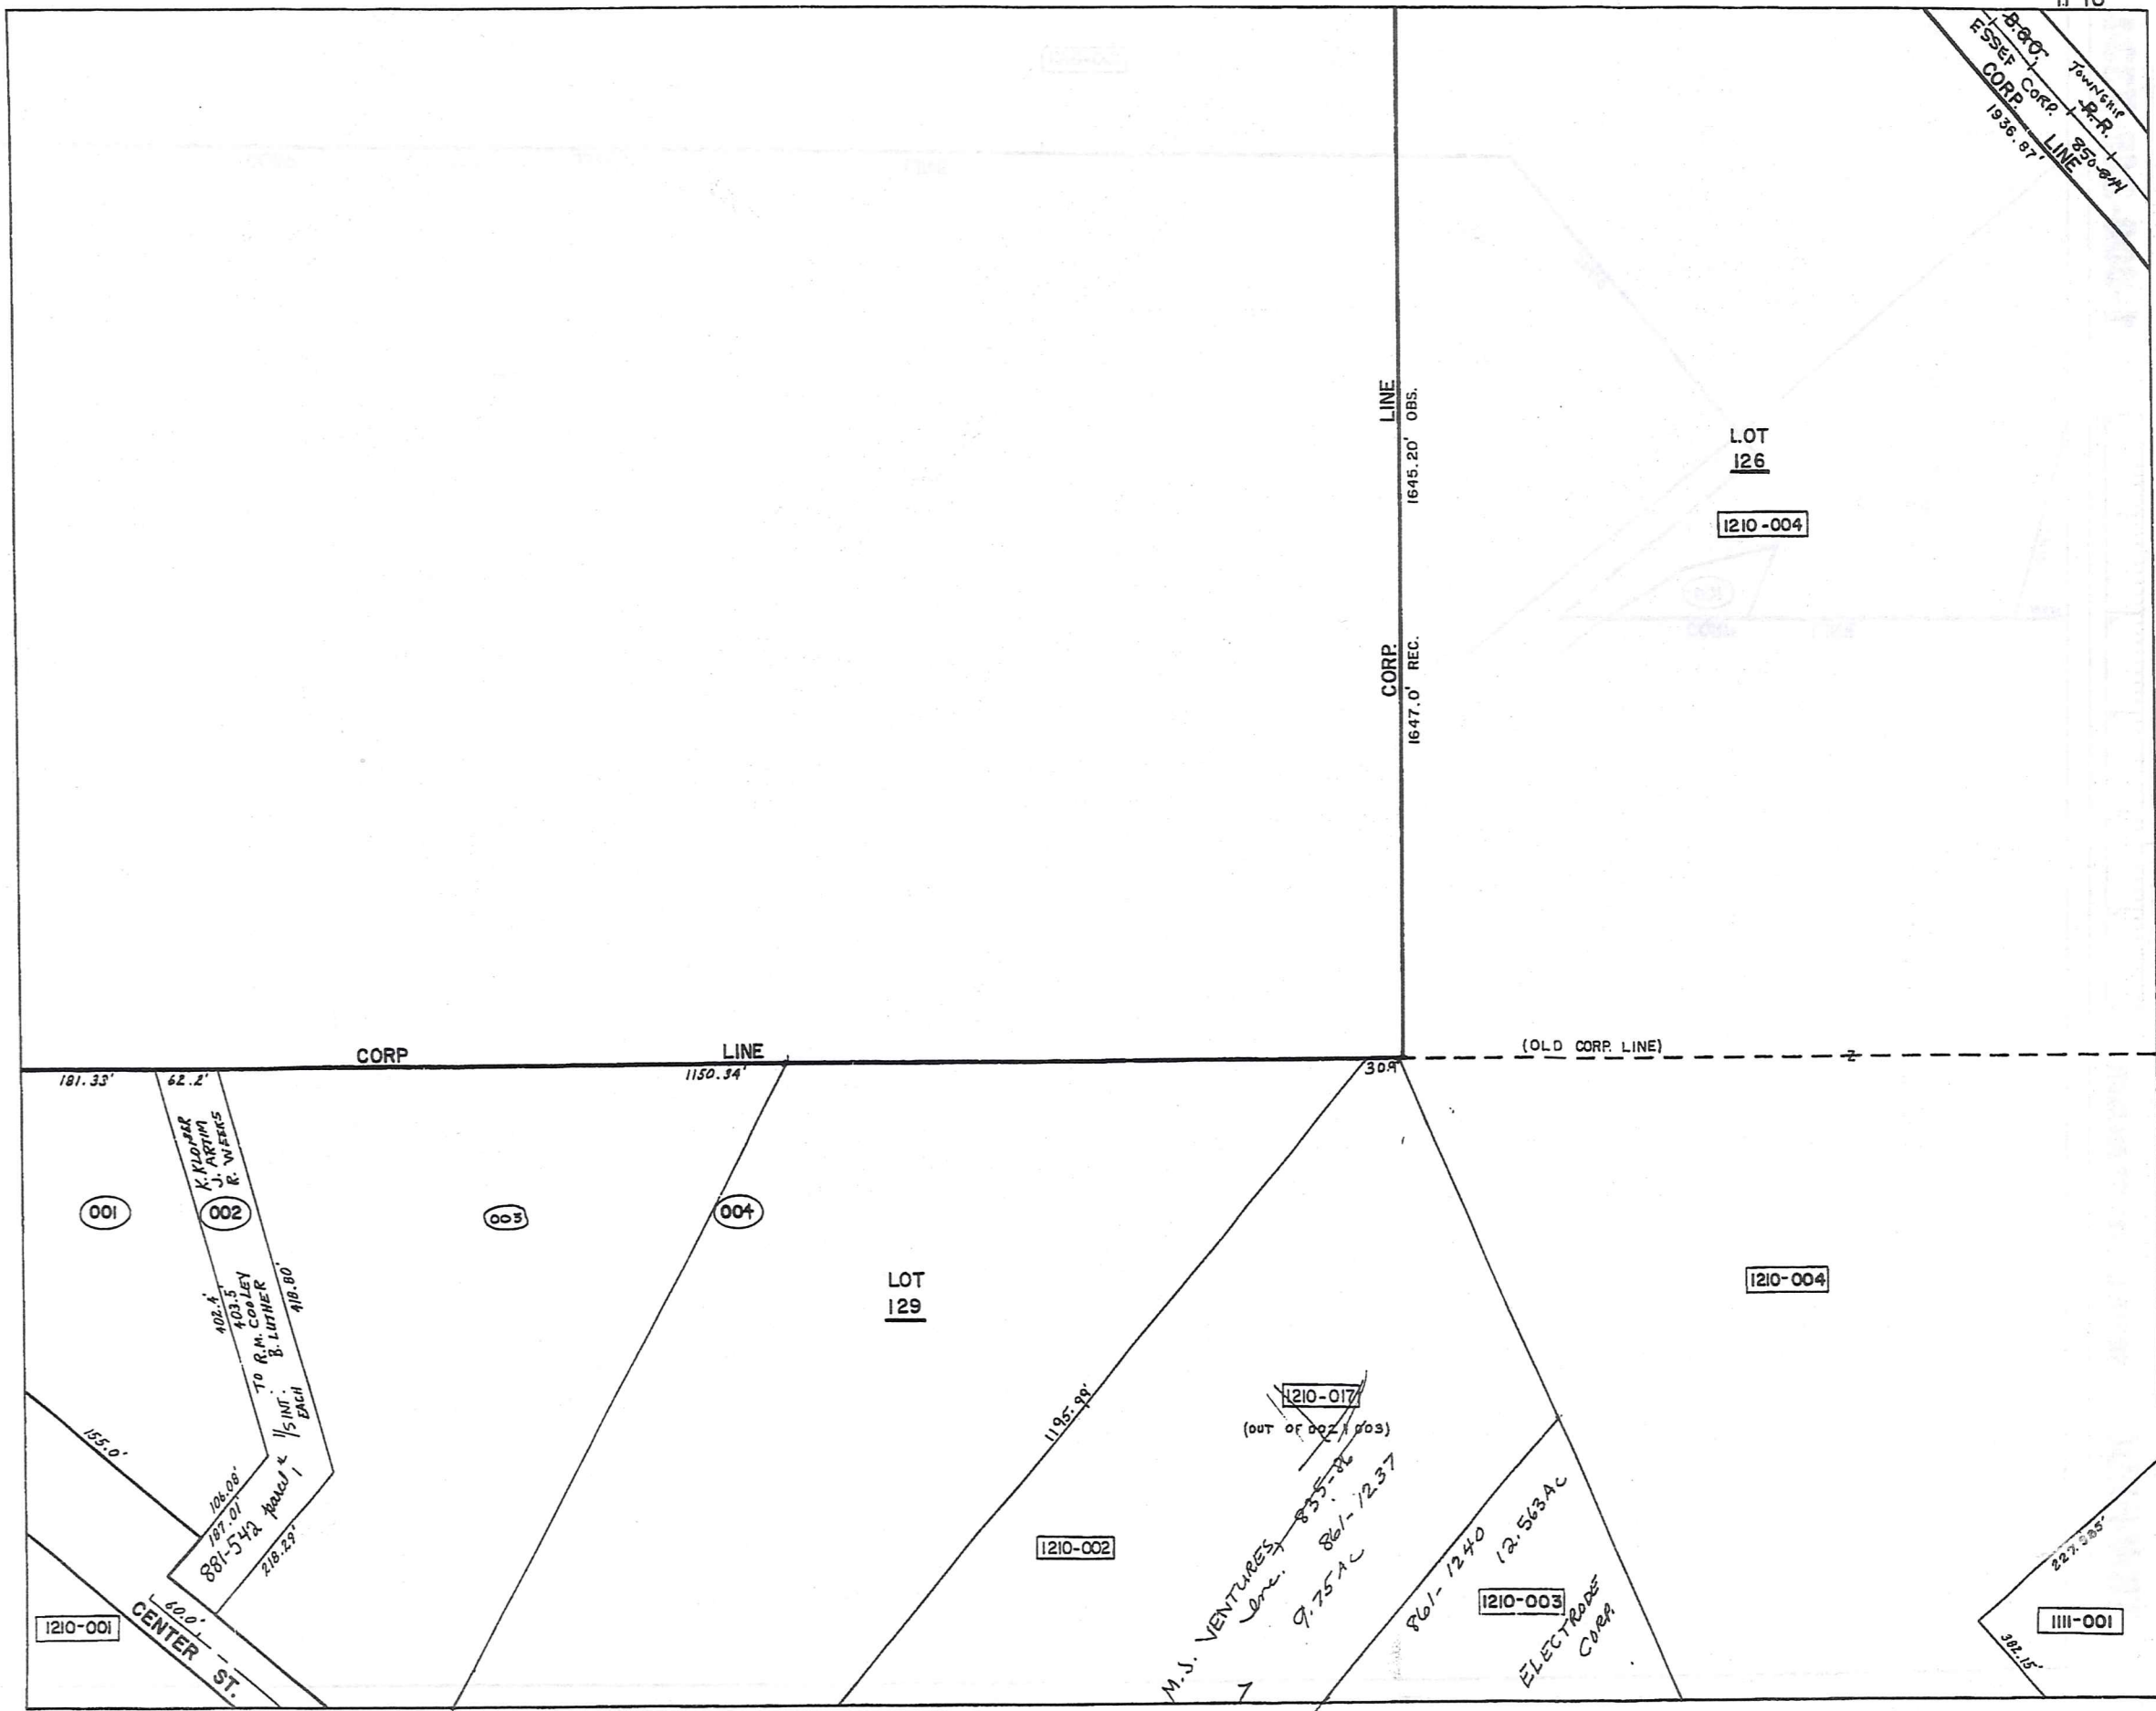 11-10
B.&O. R.R.
TOWNSHIP
ESSEF CORP. 850-844
CORP. LINE
1936.87'
CORP. LINE
1645.20' OBS.
1647.0' REC.
LOT
126
1210-004
CORP LINE
(OLD CORP. LINE)
181.33'
62.2'
1150.34'
309
K. KLONER
J. ARTIM
R. WEEKS
001
002
003
004
402.4'
403.5
TO R.M. COOLEY
B. LUTHER
418.80'
1/5 INT.
EACH
LOT
129
1210-004
155.0'
106.08'
187.01'
881-542 parcel
1
218.29'
1195.99'
1210-017
(OUT OF 002 & 003)
M.J. VENTURES, 835-86
Inc. 861-1237
9.75 AC
1210-002
861-1240
12.563 AC
1210-003
ELECTRODE
CORP.
227.985'
1111-001
382.15'
1210-001
60.0'
CENTER ST.
7